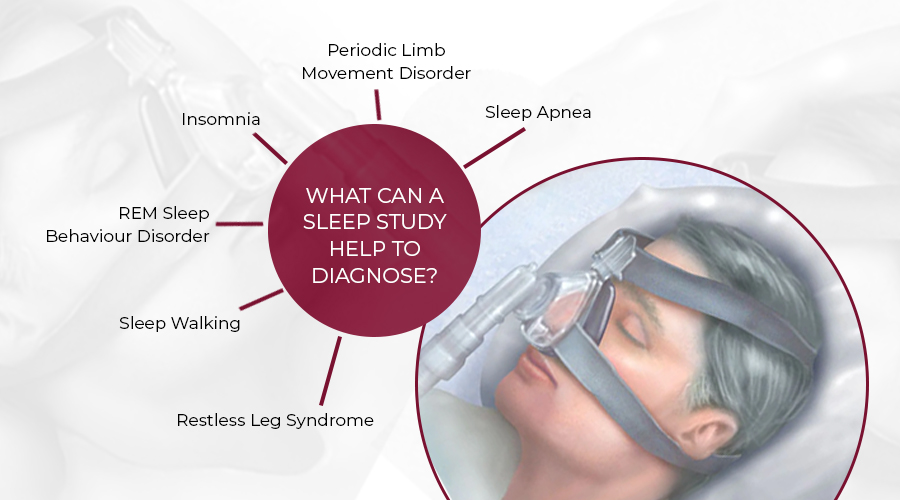 Periodic Limb
Movement Disorder
Sleep Apnea
Insomnia
WHAT CAN A
SLEEP STUDY
HELP TO
DIAGNOSE?
REM Sleep
Behaviour Disorder
Sleep Walking
Restless Leg Syndrome